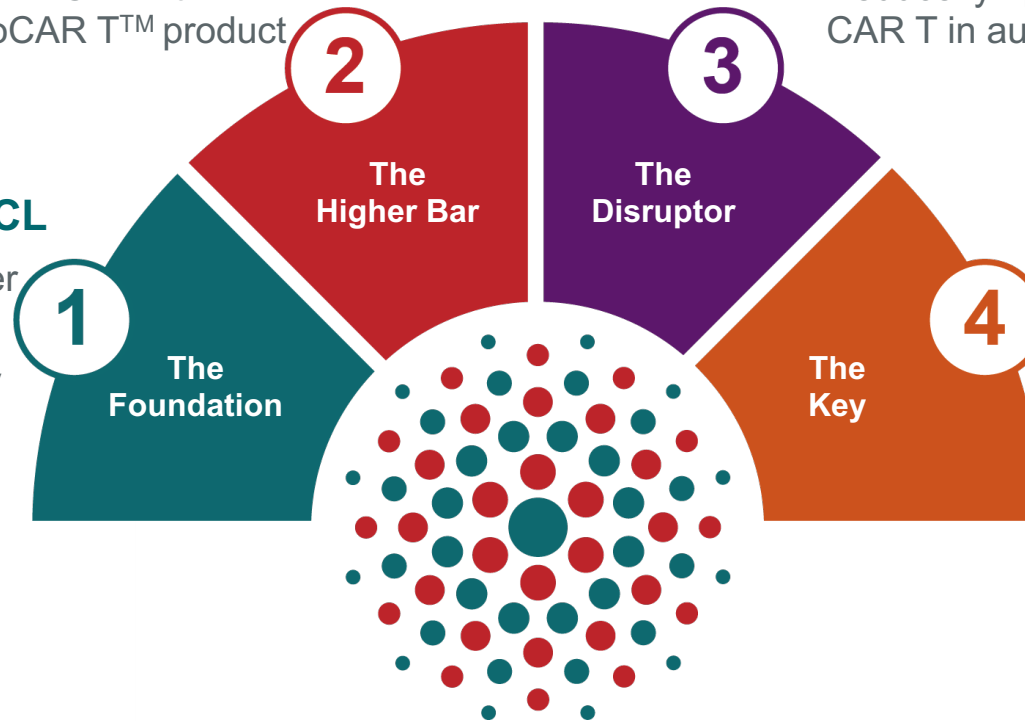 oCAR T™ product
CAR T in au
2
3
The
Higher Bar
The
Disruptor
CL
er
1
4
The
Foundation
The
Key